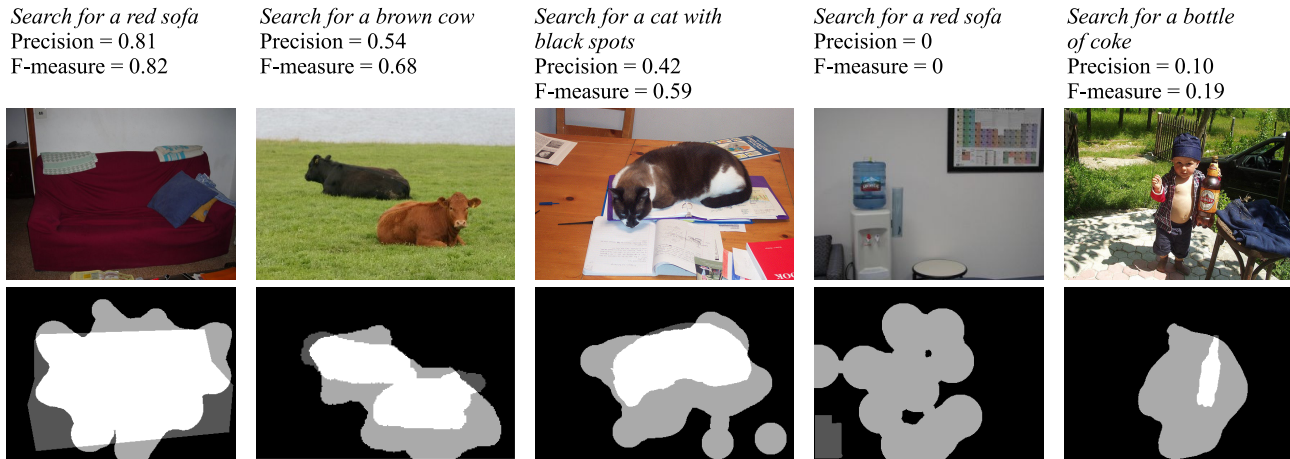 Search for a red sofa
Precision = 0.81
F-measure = 0.82
Search for a brown cow
Precision = 0.54
F-measure = 0.68
Search for a cat with
black spots
Precision = 0.42
F-measure = 0.59
Search for a red sofa
Precision = 0
F-measure = 0
Search for a bottle
of coke
Precision = 0.10
F-measure = 0.19